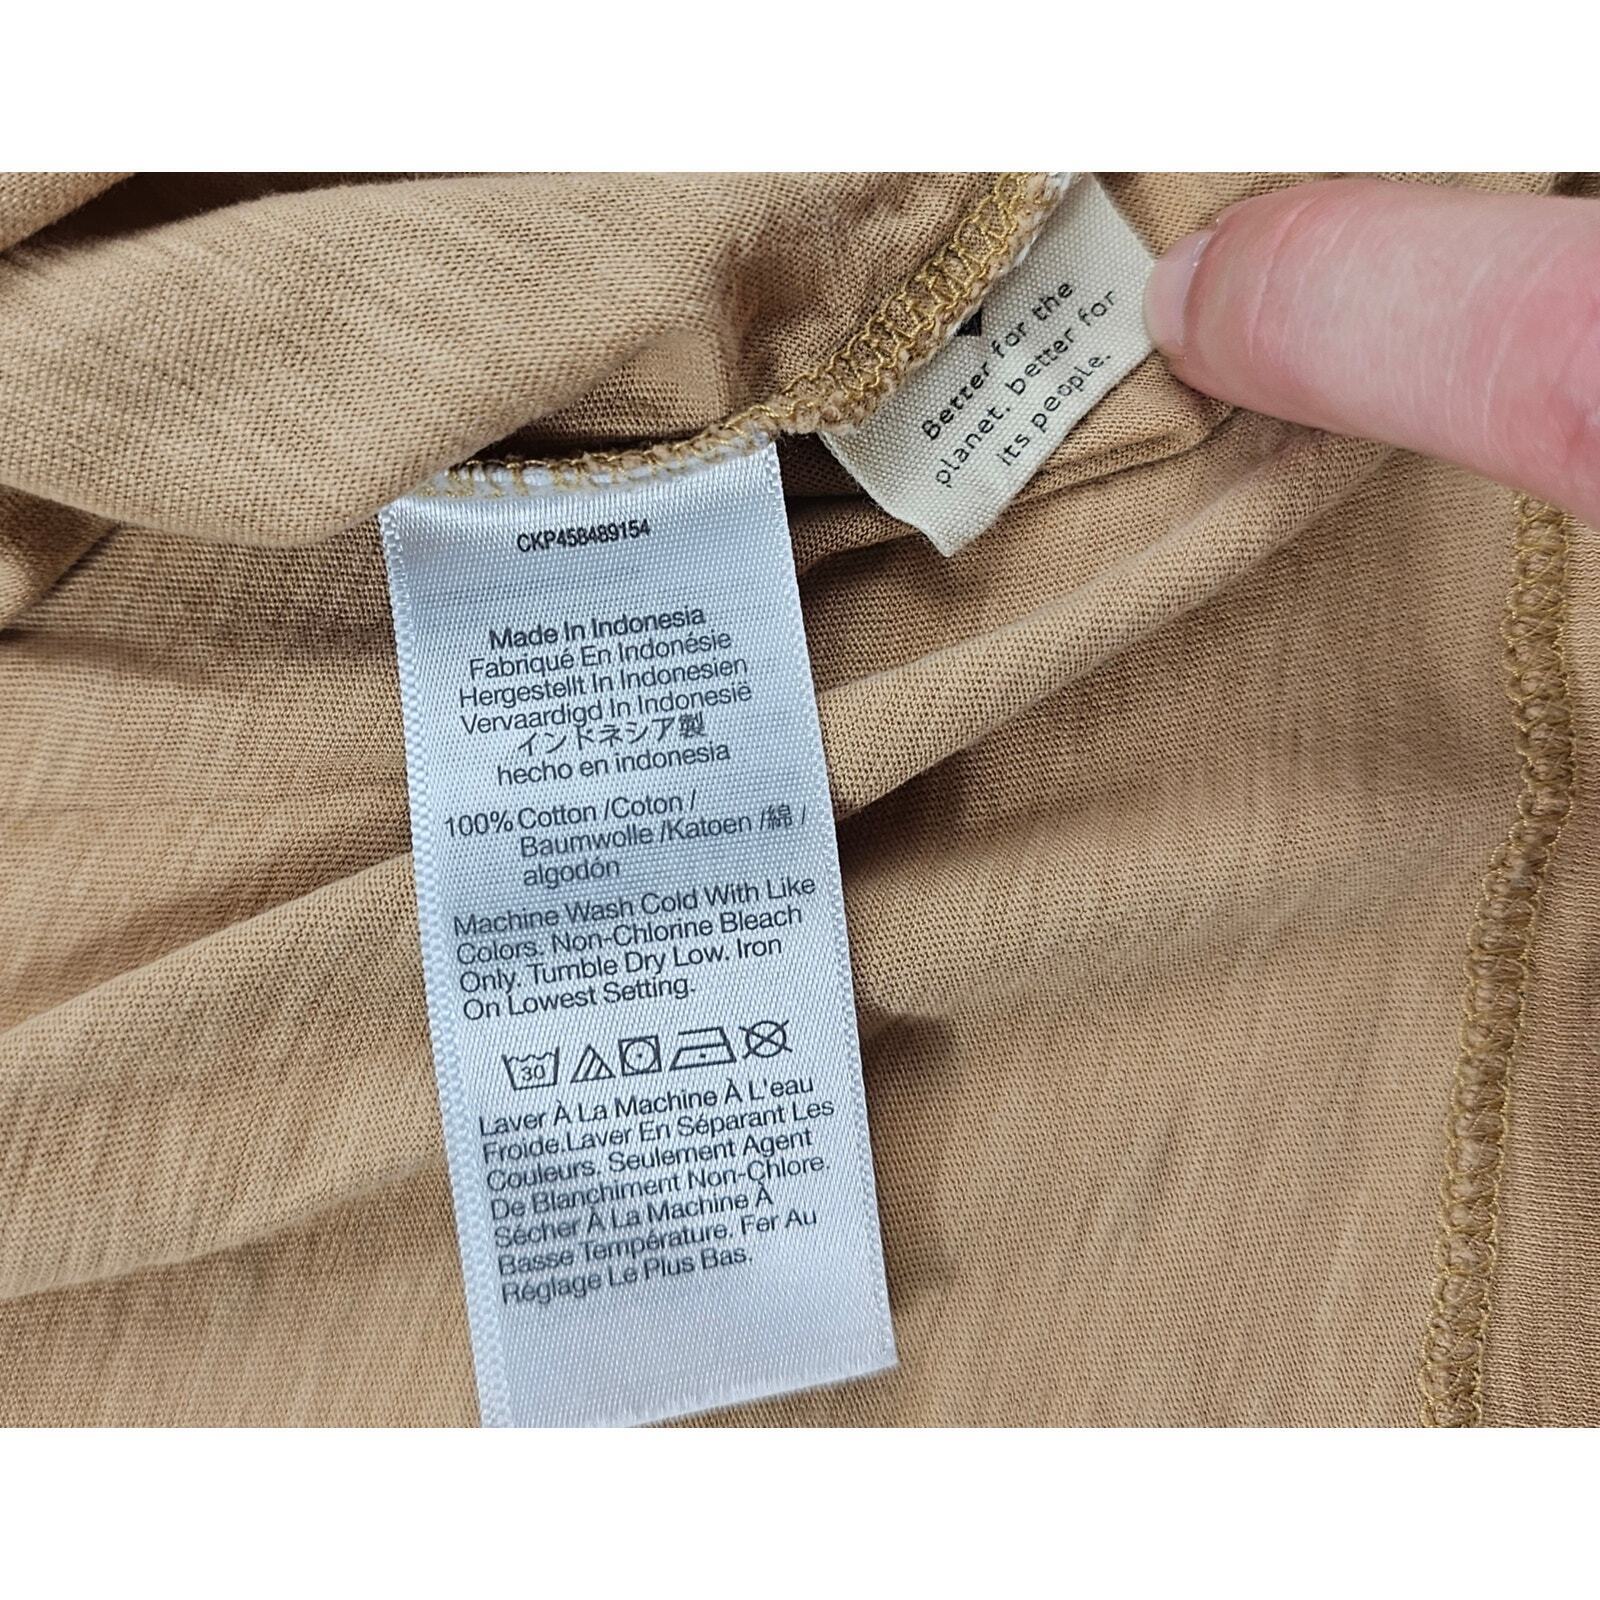 Better for the
planet. better for
its people.
CKP458489154
Made In Indonesia
Fabriqué En Indonésie
Hergestellt In Indonesien
Vervaardigd In Indonesië
インドネシア製
hecho en indonesia
100% Cotton /Coton /
Baumwolle /Katoen /綿 /
algodón
Machine Wash Cold With Like
Colors. Non-Chlorine Bleach
Only. Tumble Dry Low. Iron
On Lowest Setting.
30
Laver À La Machine À L'eau
Froide.Laver En Séparant Les
Couleurs. Seulement Agent
De Blanchiment Non-Chlore.
Sécher À La Machine À
Basse Température. Fer Au
Réglage Le Plus Bas.